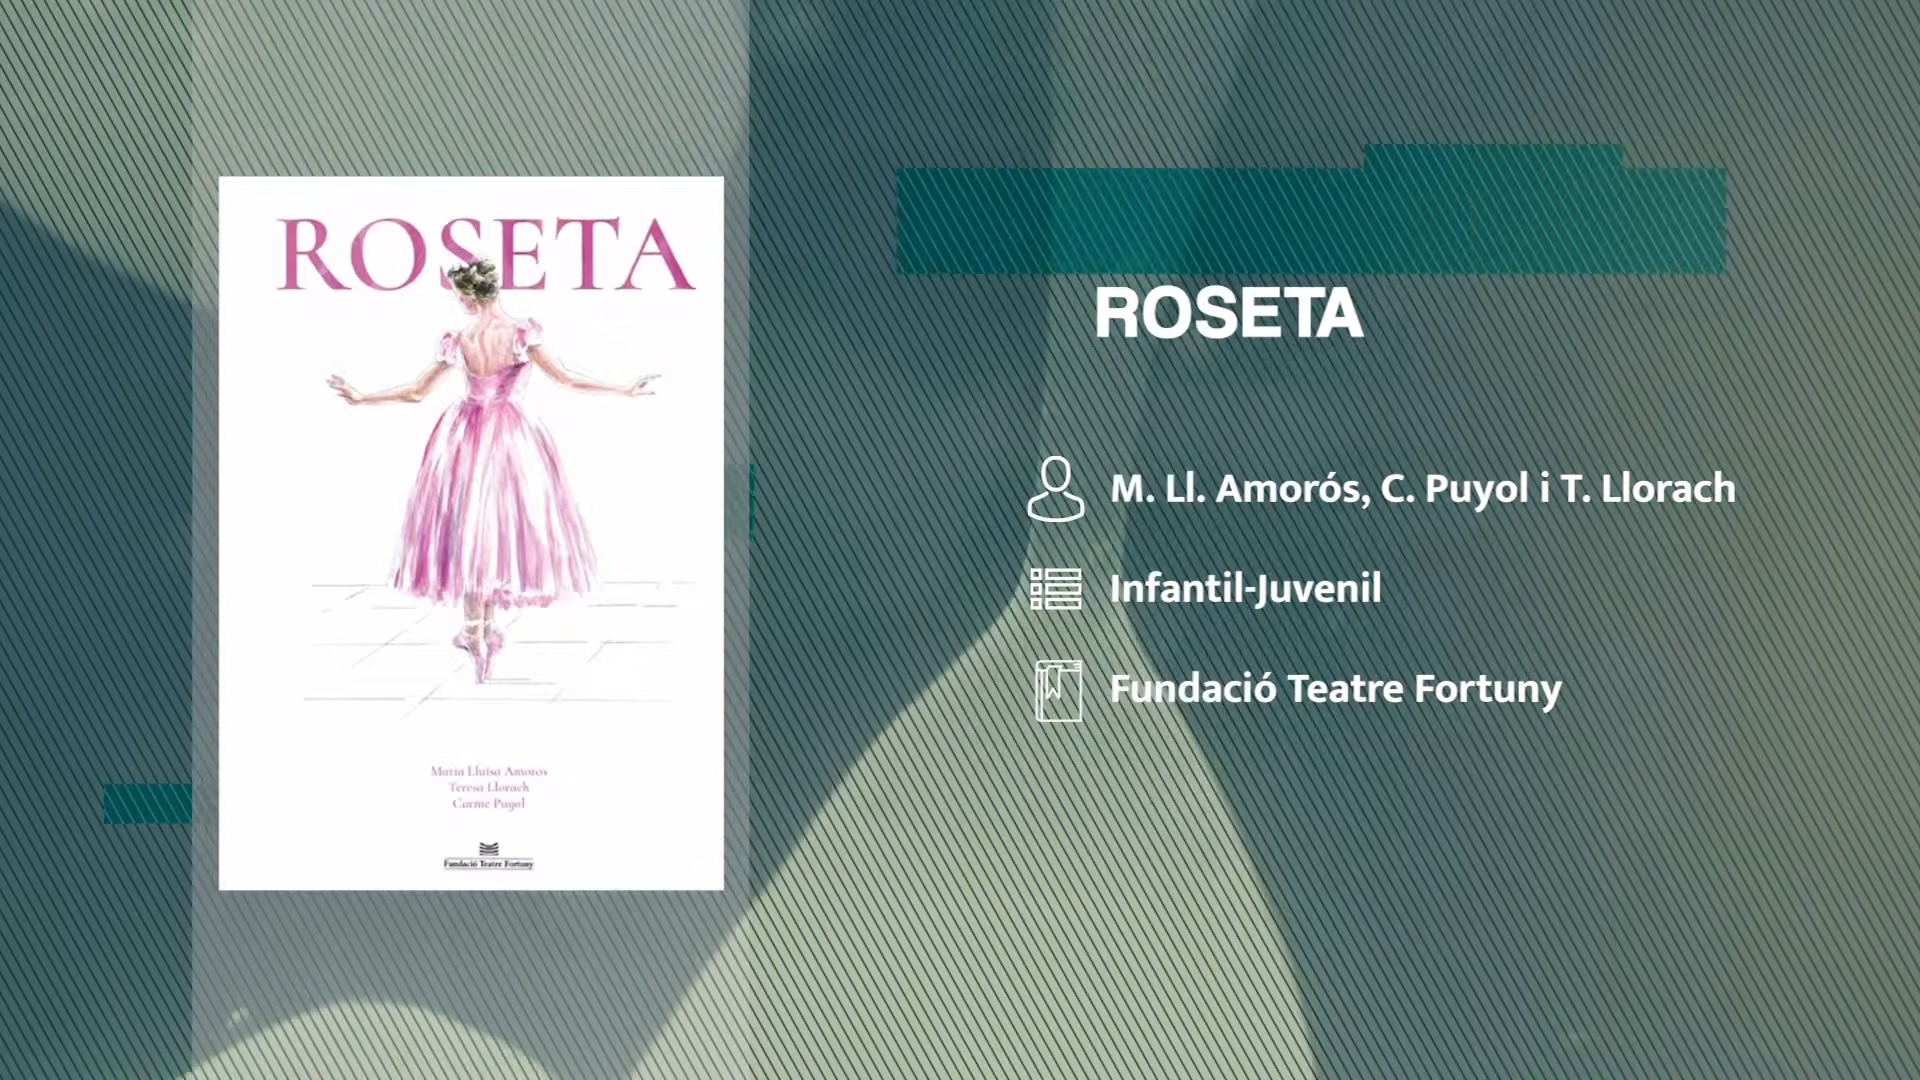 ROSETA
Maria Lluïsa Amorós
Teresa Llorach
Carme Puyol
Fundació Teatre Fortuny
ROSETA
M. Ll. Amorós, C. Puyol i T. Llorach
Infantil-Juvenil
Fundació Teatre Fortuny